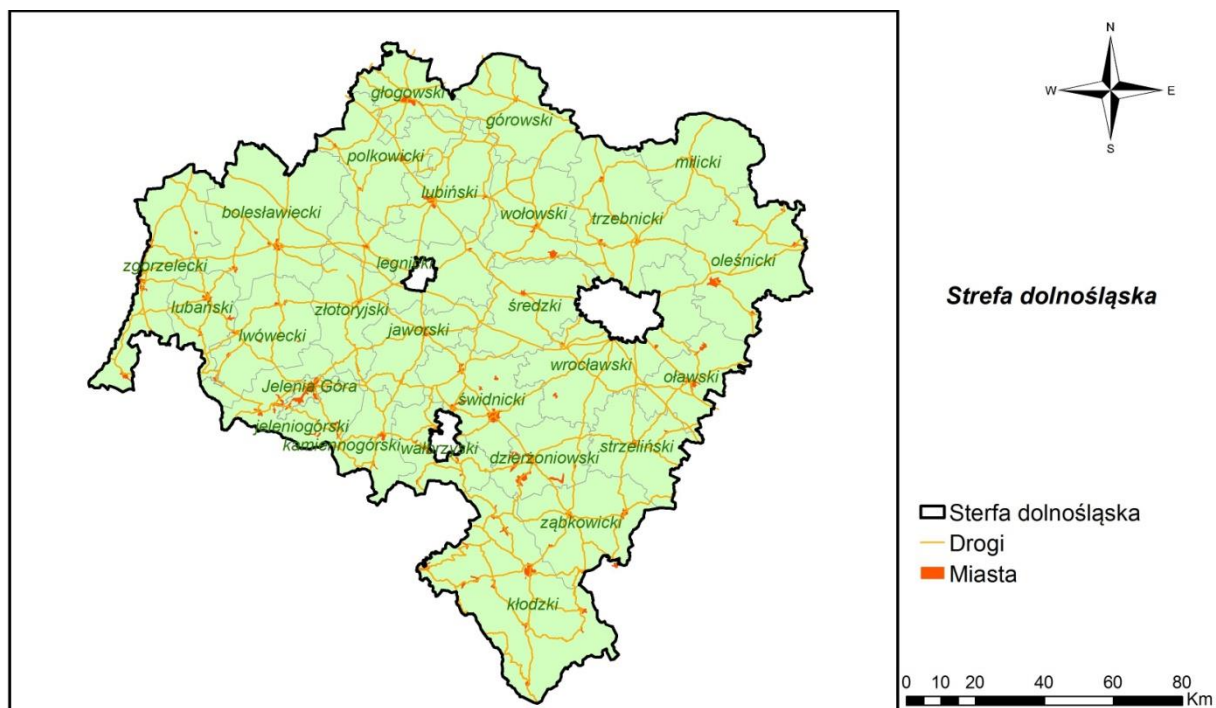 głogowski
górowski
polkowicki
milicki
lubiński
bolesławiecki
wołowski
trzebnicki
zgorzelecki
legnicki
oleśnicki
lubański
złotoryjski
średzki
lwówecki
jaworski
wrocławski
oławski
Jelenia Góra
świdnicki
jeleniogórski
kamiennogórski
wałbrzyski
dzierżoniowski
strzeliński
ząbkowicki
kłodzki
N
W
E
S
Strefa dolnośląska
Sterfa dolnośląska
Drogi
Miasta
0 10 20 40 60 80
Km